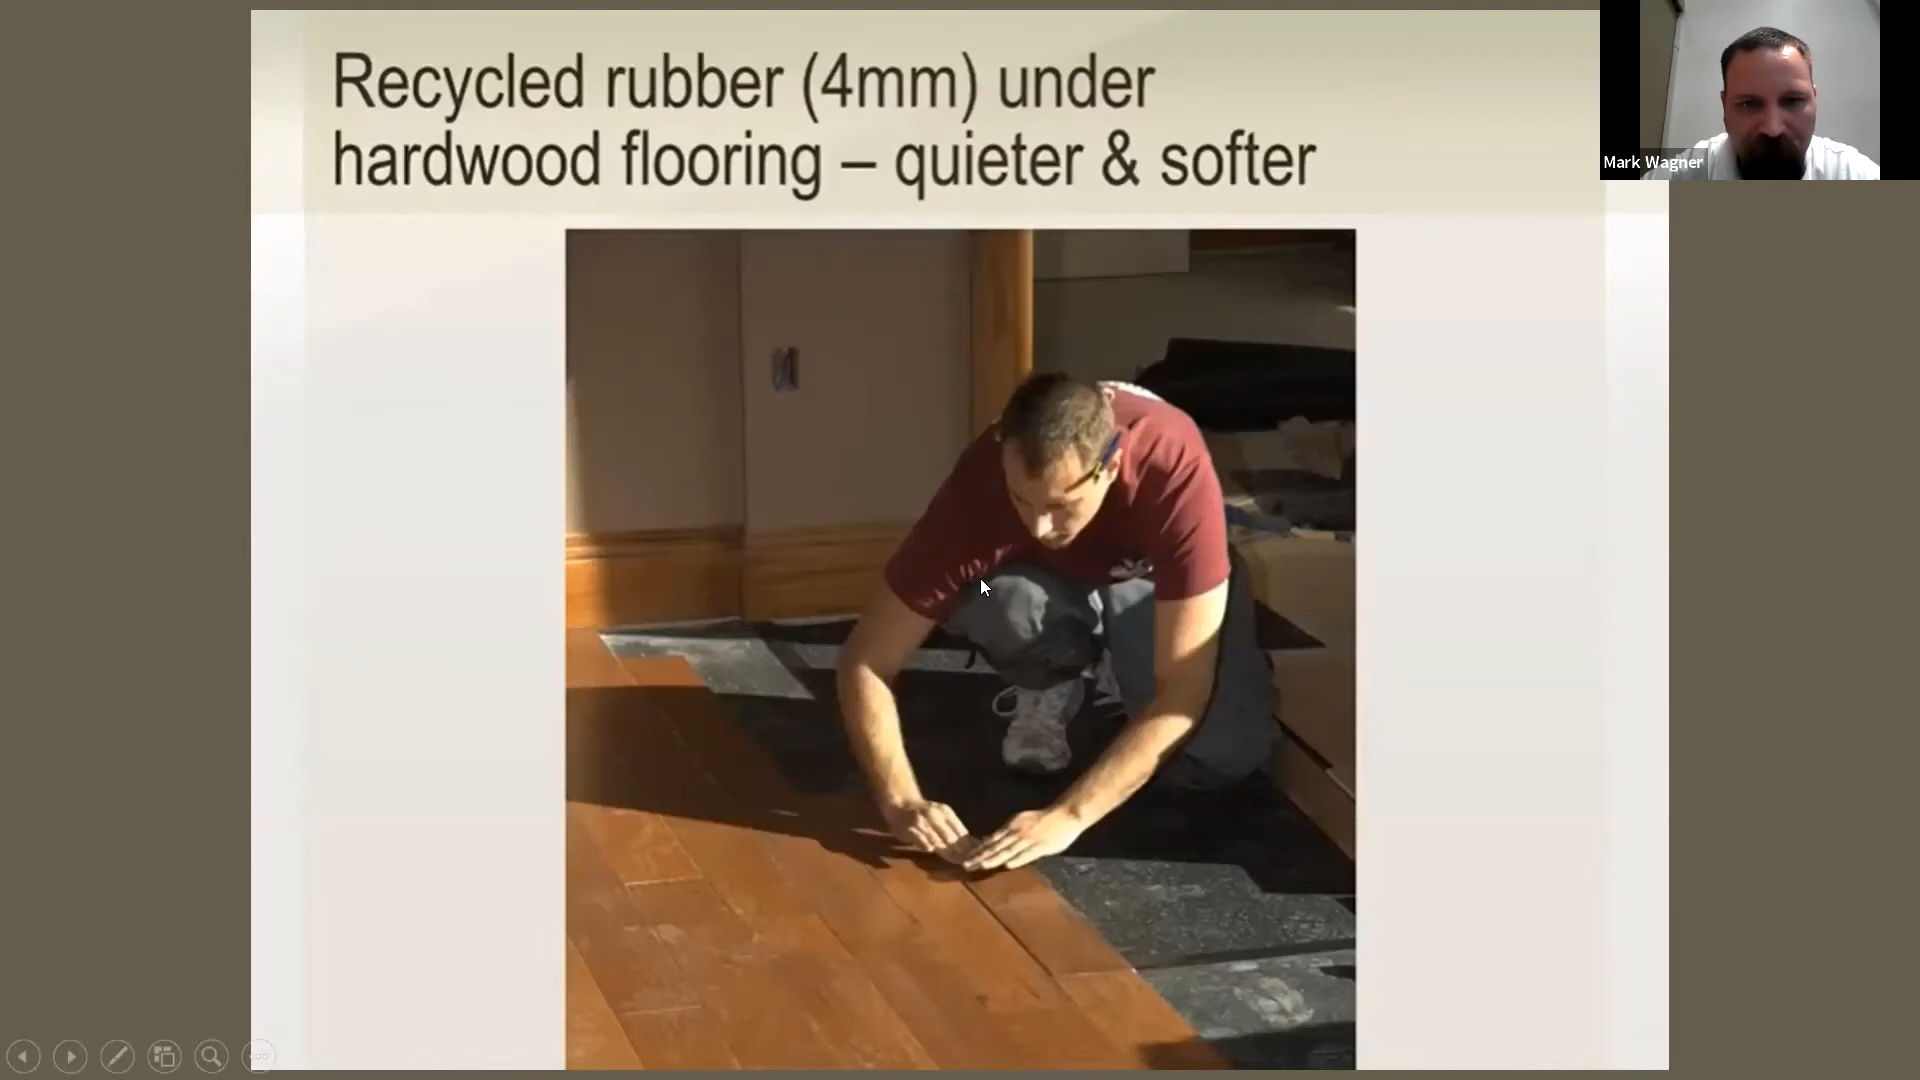 Recycled rubber (4mm) under
hardwood flooring – quieter & softer
Mark Wagner